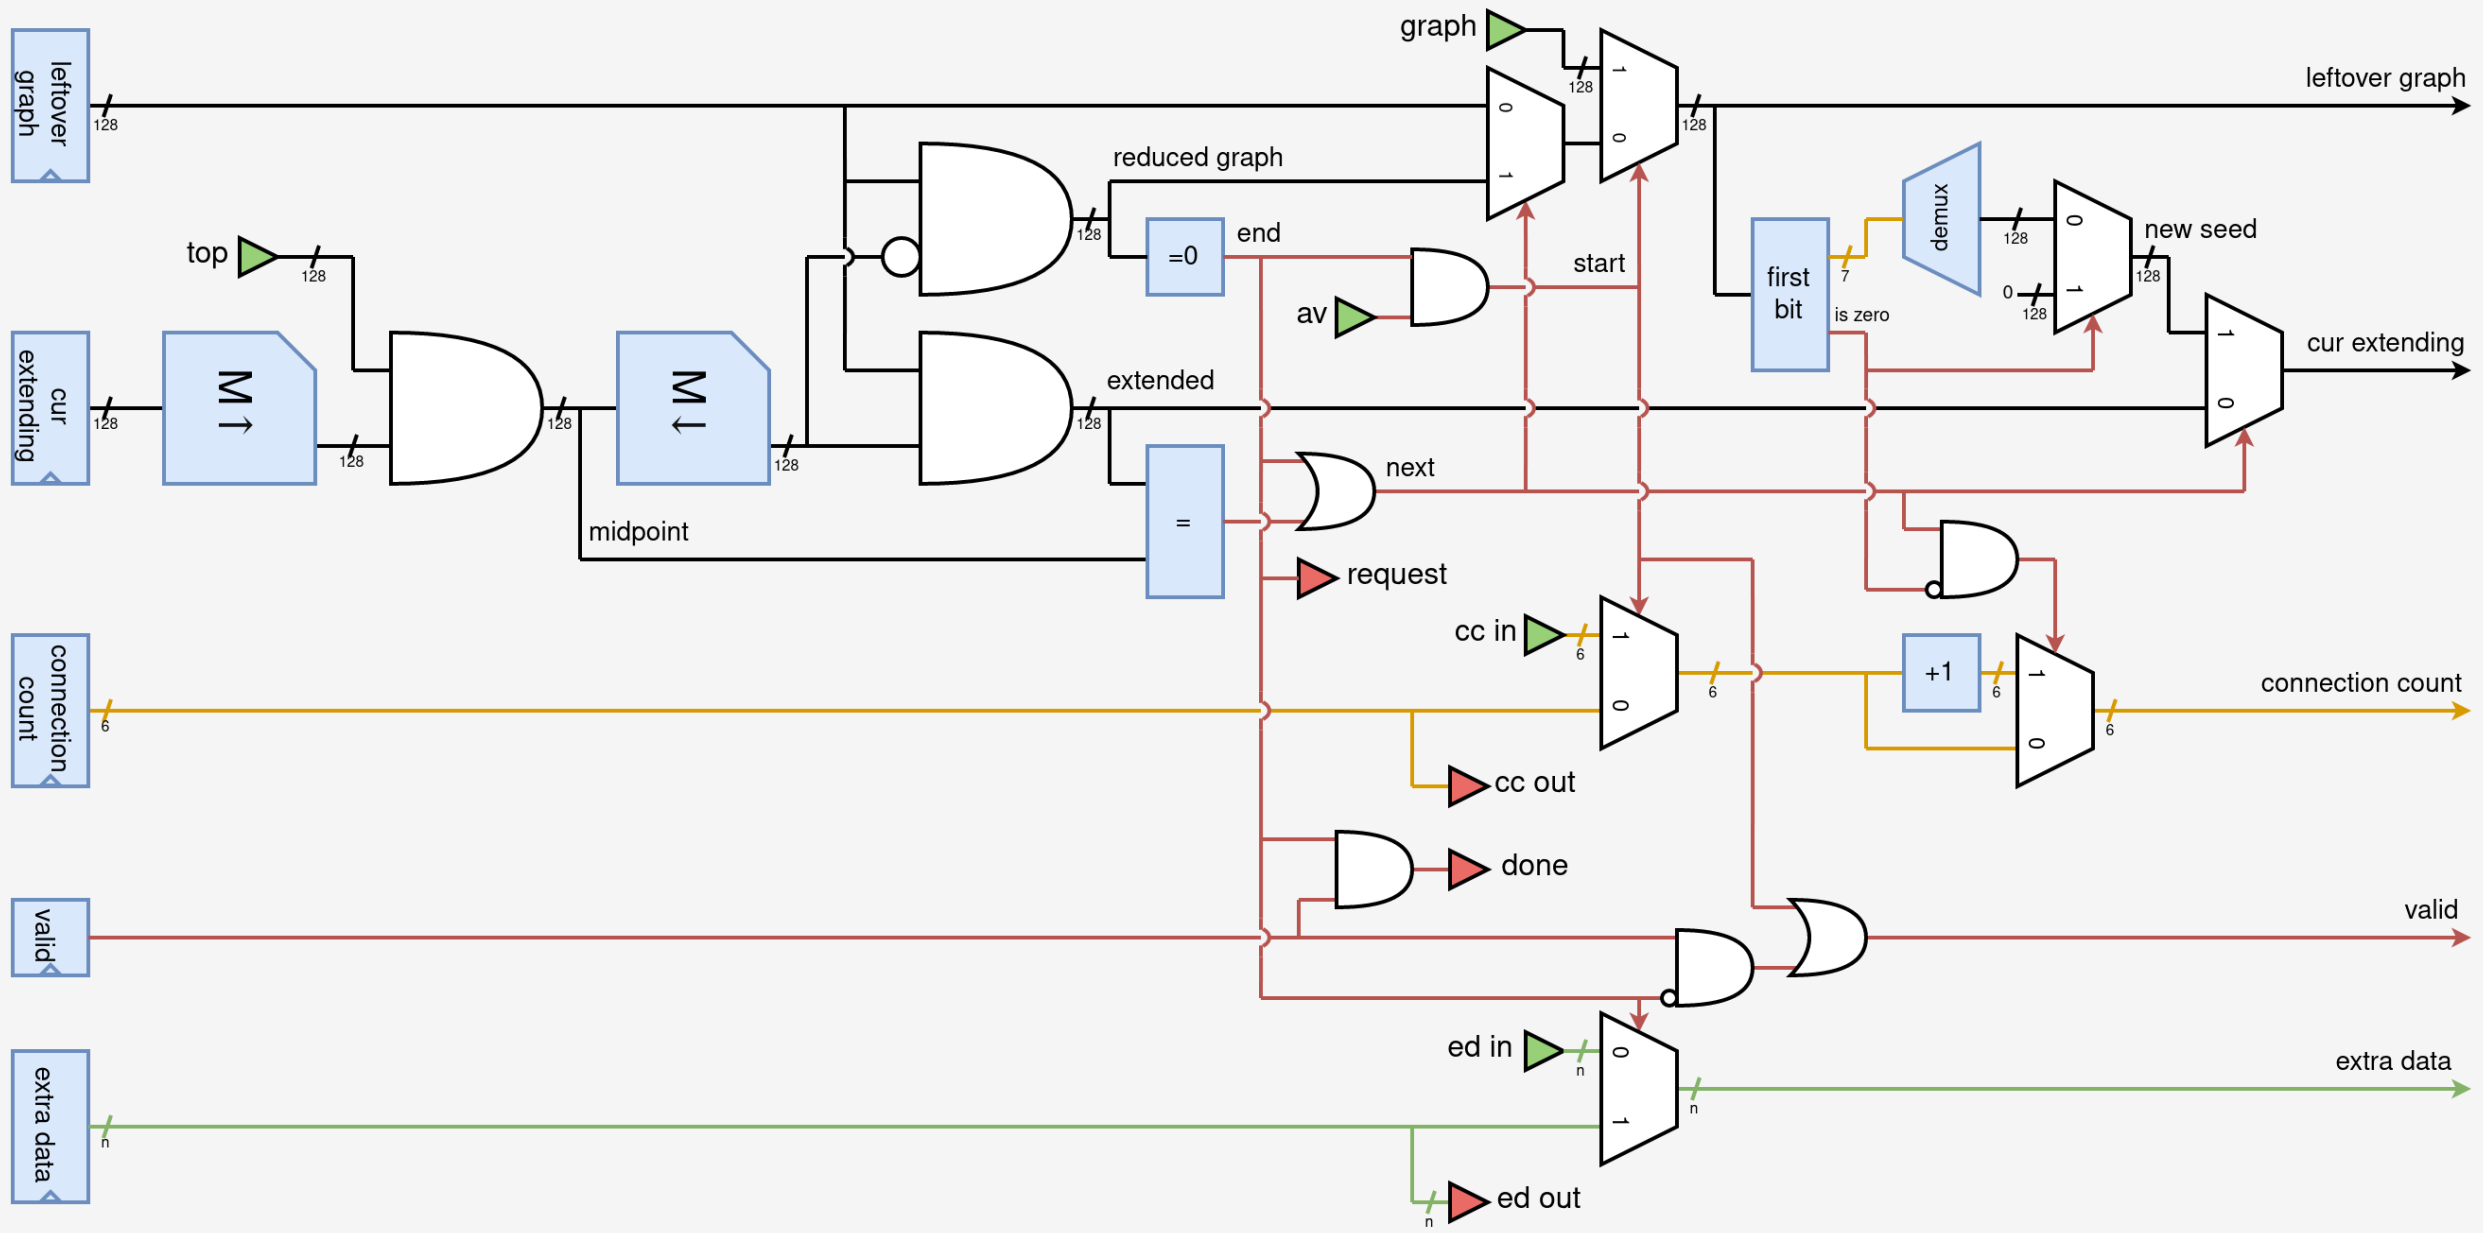 graph
leftover
graph
128
128
1
0
0
1
128
leftover graph
top
128
reduced graph
128
=0
end
av
start
first
bit
7
is zero
demux
128
0
128
0
1
new seed
128
1
0
cur extending
cur
extending
128
M↑
128
128
M↓
128
extended
128
=
midpoint
next
request
cc in
6
1
0
6
+1
6
1
0
6
connection count
connection
count
6
cc out
done
valid
valid
ed in
n
0
1
n
extra data
extra data
n
n
ed out